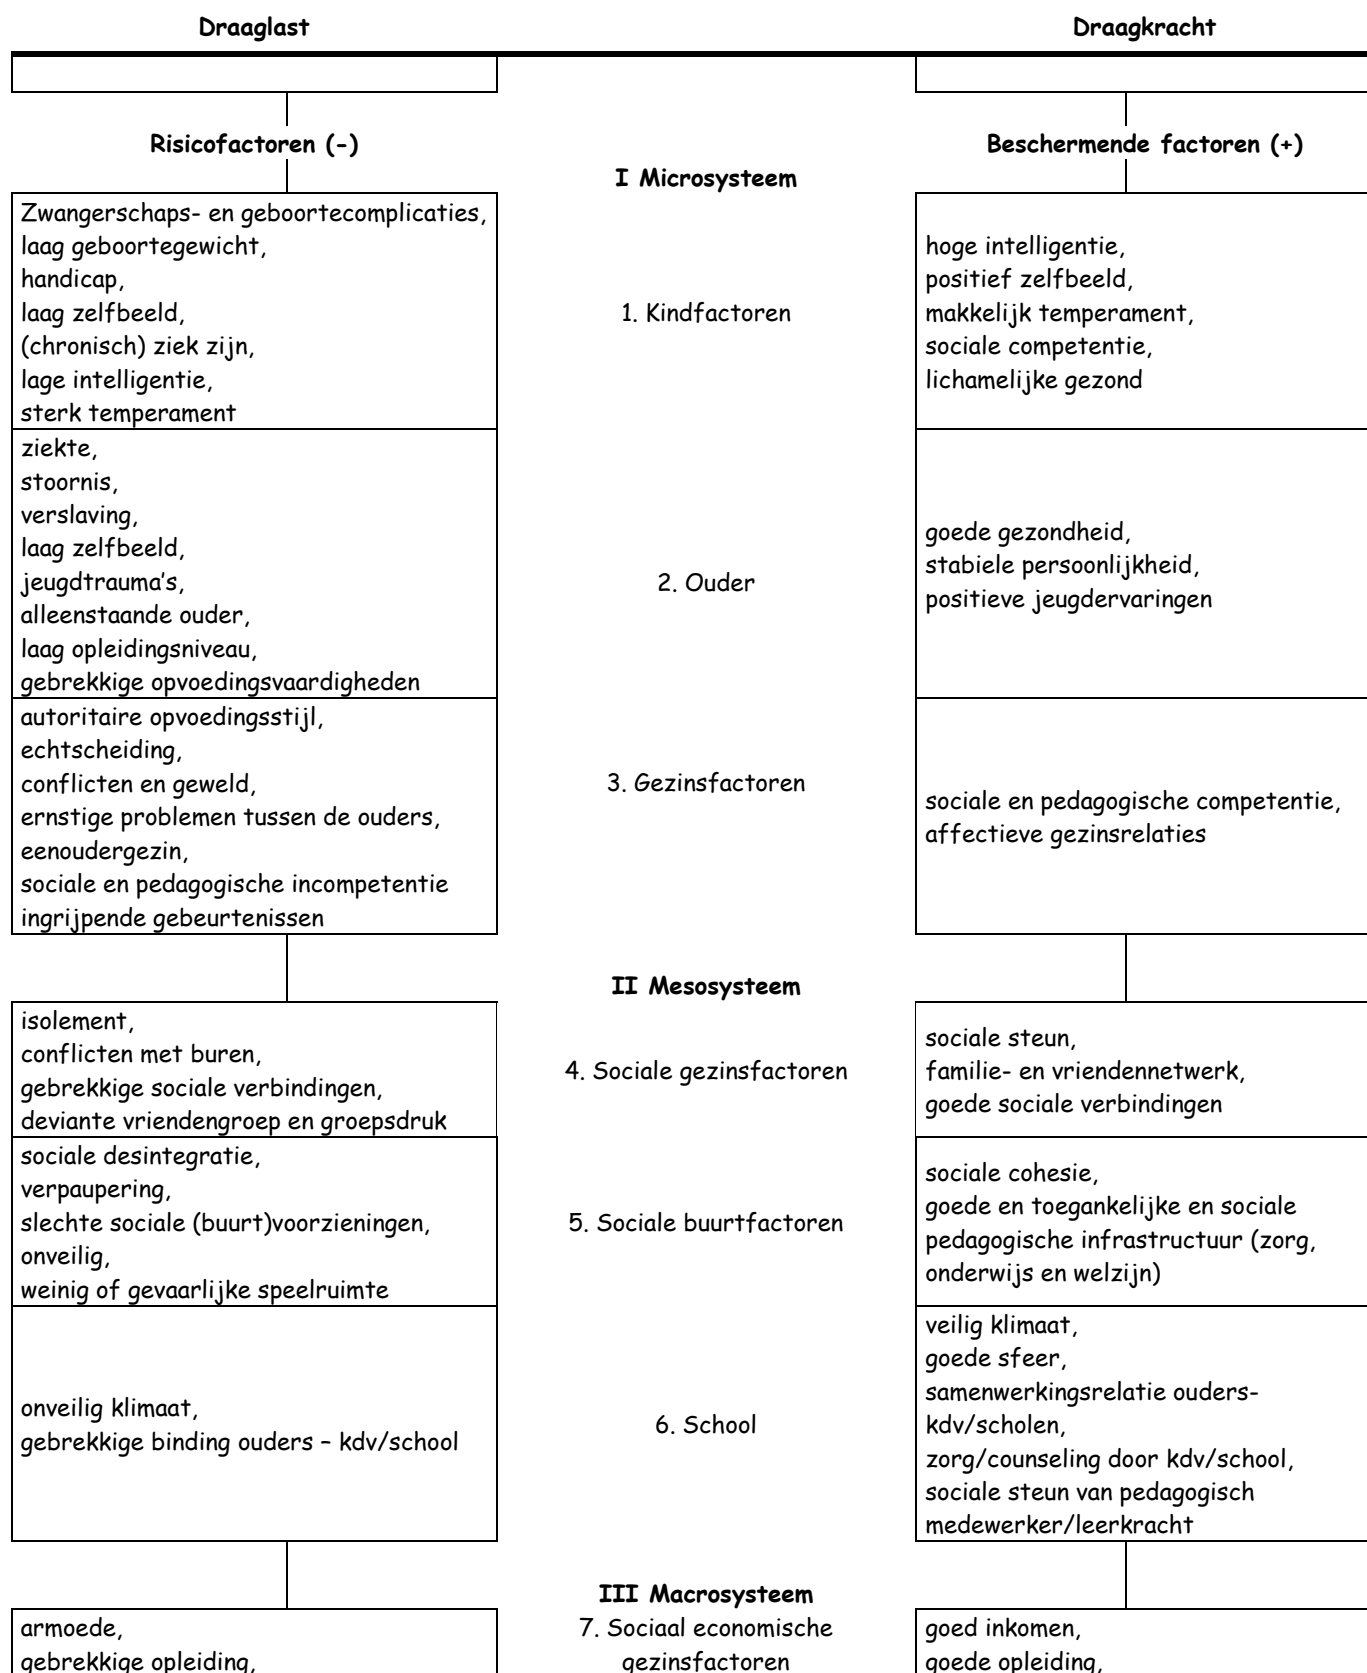 Draaglast
Draagkracht
Risicofactoren (-)
Beschermende factoren (+)
I Microsysteem
Zwangerschaps- en geboortecomplicaties,
laag geboortegewicht,
handicap,
laag zelfbeeld,
(chronisch) ziek zijn,
lage intelligentie,
sterk temperament
1. Kindfactoren
hoge intelligentie,
positief zelfbeeld,
makkelijk temperament,
sociale competentie,
lichamelijke gezond
ziekte,
stoornis,
verslaving,
laag zelfbeeld,
jeugdtrauma's,
alleenstaande ouder,
laag opleidingsniveau,
gebrekkige opvoedingsvaardigheden
2. Ouder
goede gezondheid,
stabiele persoonlijkheid,
positieve jeugdervaringen
autoritaire opvoedingsstijl,
echtscheiding,
conflicten en geweld,
ernstige problemen tussen de ouders,
eenoudergezin,
sociale en pedagogische incompetentie
ingrijpende gebeurtenissen
3. Gezinsfactoren
sociale en pedagogische competentie,
affectieve gezinsrelaties
II Mesosysteem
isolement,
conflicten met buren,
gebrekkige sociale verbindingen,
deviante vriendengroep en groepsdruk
4. Sociale gezinsfactoren
sociale steun,
familie- en vriendennetwerk,
goede sociale verbindingen
sociale desintegratie,
verpaupering,
slechte sociale (buurt)voorzieningen,
onveilig,
weinig of gevaarlijke speelruimte
5. Sociale buurtfactoren
sociale cohesie,
goede en toegankelijke en sociale
pedagogische infrastructuur (zorg,
onderwijs en welzijn)
onveilig klimaat,
gebrekkige binding ouders – kdv/school
6. School
veilig klimaat,
goede sfeer,
samenwerkingsrelatie ouders-
kdv/scholen,
zorg/counseling door kdv/school,
sociale steun van pedagogisch
medewerker/leerkracht
III Macrosysteem
armoede,
gebrekkige opleiding,
7. Sociaal economische
gezinsfactoren
goed inkomen,
goede opleiding,